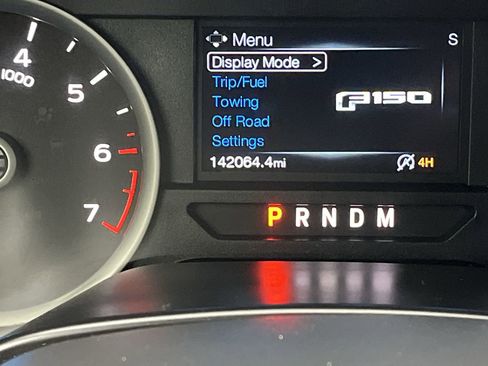 4
1000
5
6
7
Menu S
Display Mode >
Trip/Fuel
Towing
F150
Off Road
Settings
142064.4mi 4H
P R N D M